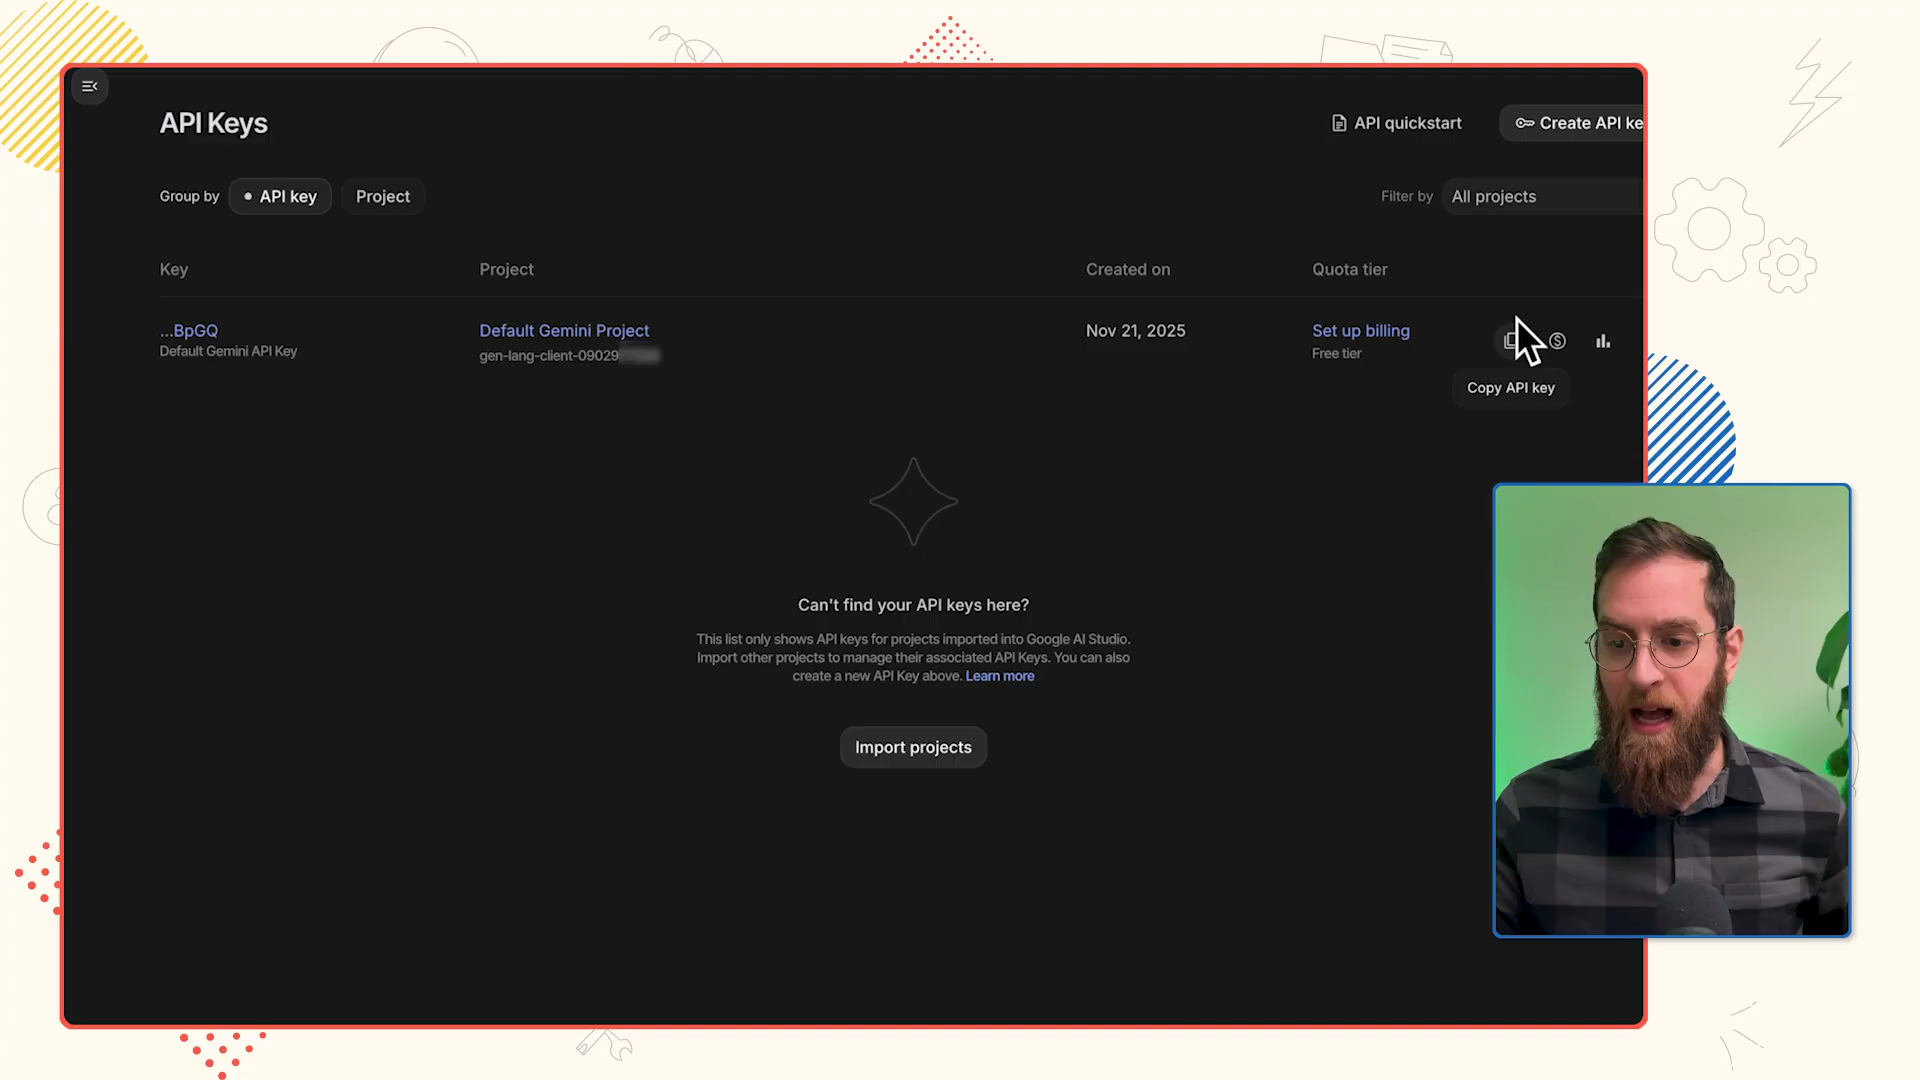 API Keys
API quickstart
Create API ke
Group by
API key
Project
Filter by
All projects
Key
Project
Created on
Quota tier
...BpGQ
Default Gemini API Key
Default Gemini Project
gen-lang-client-09029
Nov 21, 2025
Set up billing
Free tier
Copy API key
Can't find your API keys here?
This list only shows API keys for projects imported into Google AI Studio.
Import other projects to manage their associated API Keys. You can also
create a new API Key above. Learn more
Import projects